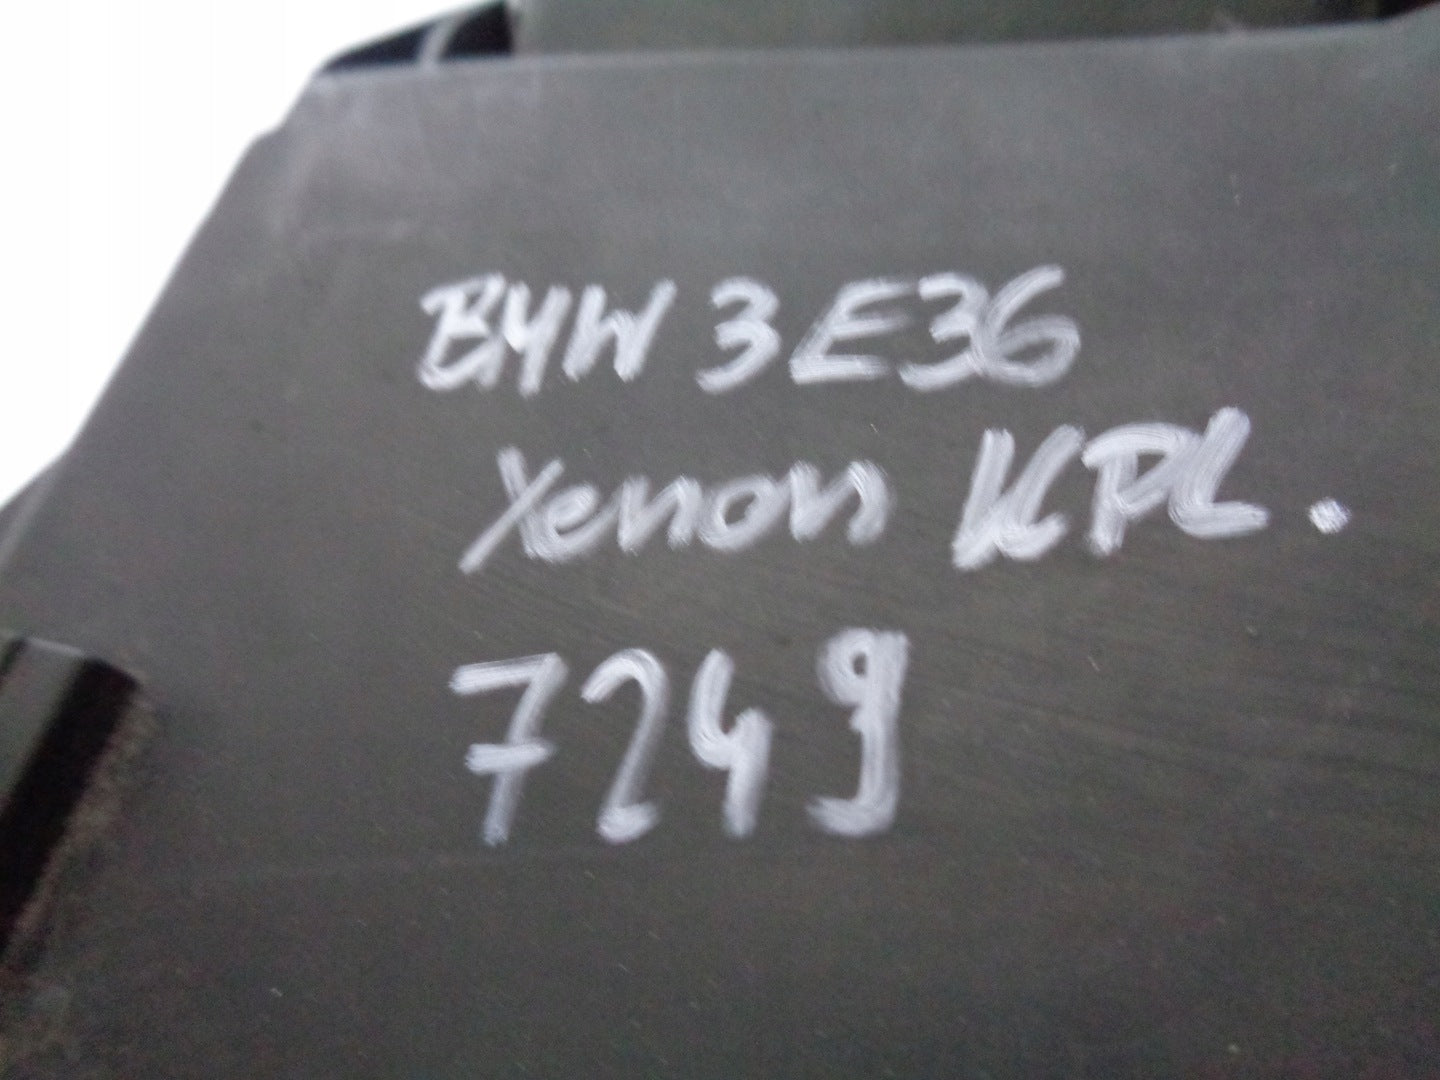 BMW 3 E36
Xenon KPL.
7249